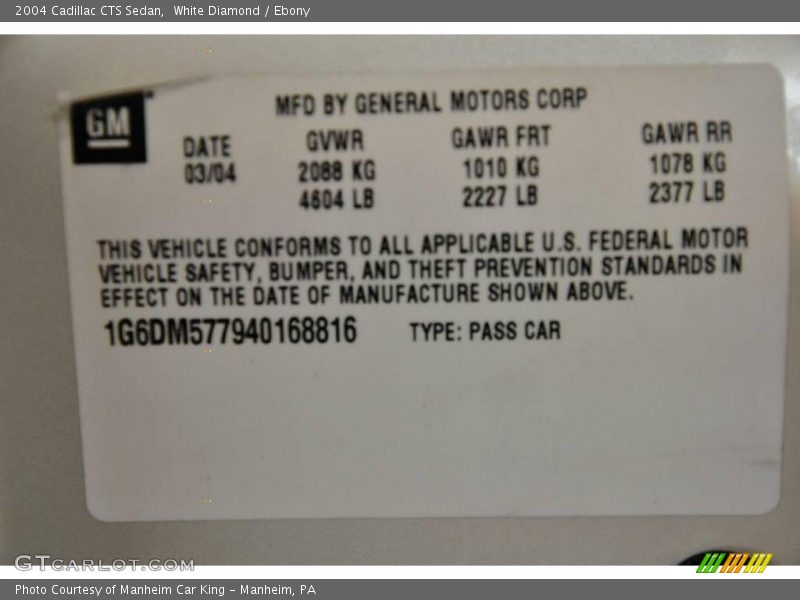 2004 Cadillac CTS Sedan, White Diamond / Ebony
GM
MFD BY GENERAL MOTORS CORP
DATE GVWR GAWR FRT GAWR RR
03/04 2088 KG 1010 KG 1078 KG
4604 LB 2227 LB 2377 LB
THIS VEHICLE CONFORMS TO ALL APPLICABLE U.S. FEDERAL MOTOR
VEHICLE SAFETY, BUMPER, AND THEFT PREVENTION STANDARDS IN
EFFECT ON THE DATE OF MANUFACTURE SHOWN ABOVE.
1G6DM577940168816 TYPE: PASS CAR
GTCARLOT.COM
Photo Courtesy of Manheim Car King - Manheim, PA